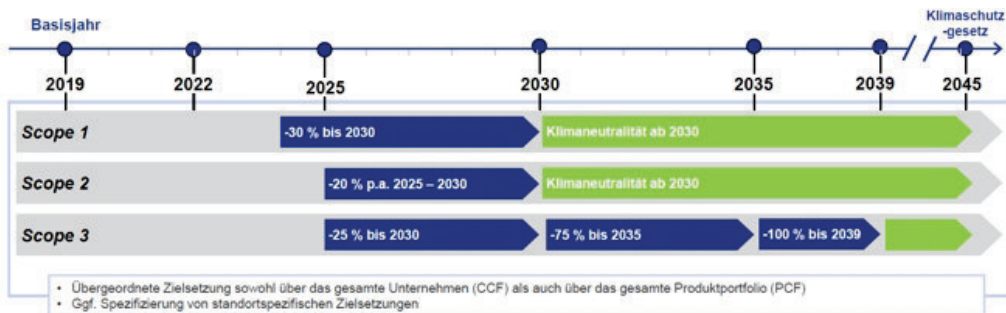 Basisjahr
Klimaschutz
-gesetz
2019
2022
2025
2030
2035
2039
2045
Scope 1
-30 % bis 2030
Klimaneutralität ab 2030
Scope 2
-20 % p.a. 2025 – 2030
Klimaneutralität ab 2030
Scope 3
-25 % bis 2030
-75 % bis 2035
-100 % bis 2039
• Übergeordnete Zielsetzung sowohl über das gesamte Unternehmen (CCF) als auch über das gesamte Produktportfolio (PCF)
• Ggf. Spezifizierung von standortspezifischen Zielsetzungen